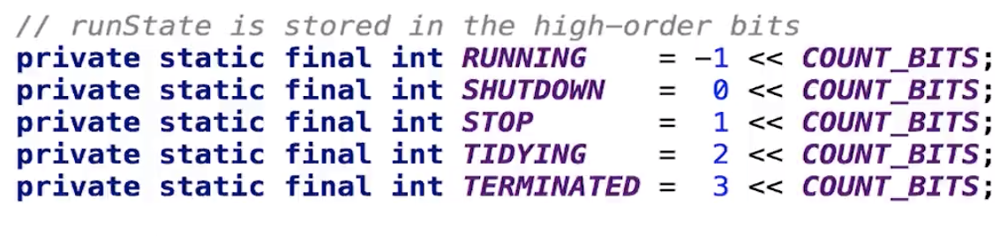 // runState is stored in the high-order bits
private static final int RUNNING    = -1 << COUNT_BITS;
private static final int SHUTDOWN   =  0 << COUNT_BITS;
private static final int STOP       =  1 << COUNT_BITS;
private static final int TIDYING    =  2 << COUNT_BITS;
private static final int TERMINATED =  3 << COUNT_BITS;